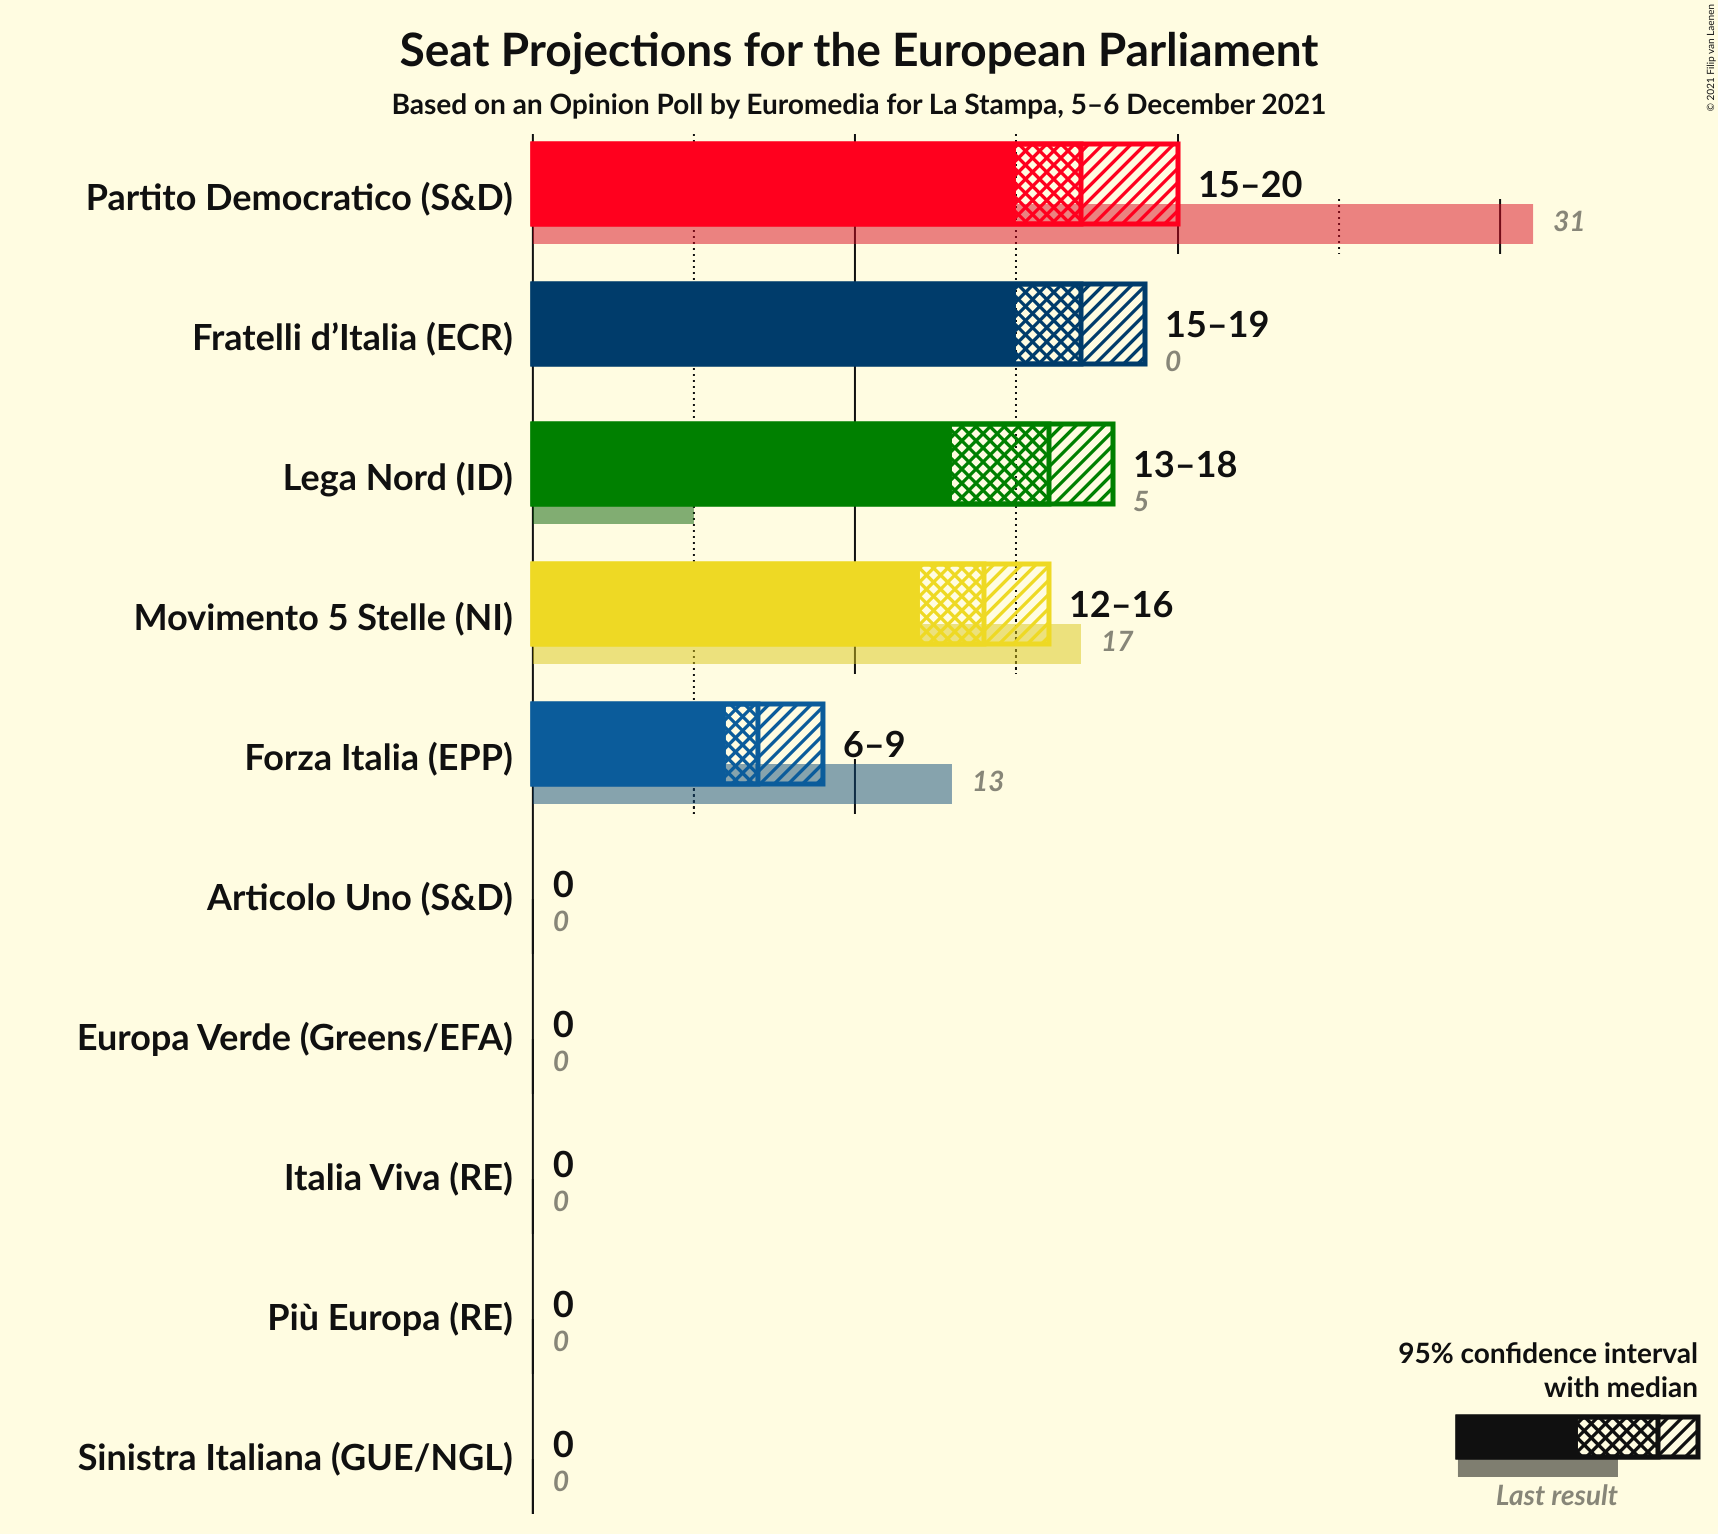 Seat Projections for the European Parliament
Based on an Opinion Poll by Euromedia for La Stampa, 5–6 December 2021
© 2021 Filip van Laenen
Partito Democratico (S&D)
15–20
31
Fratelli d’Italia (ECR)
15–19
0
Lega Nord (ID)
13–18
5
Movimento 5 Stelle (NI)
12–16
17
Forza Italia (EPP)
6–9
13
Articolo Uno (S&D)
0
0
Europa Verde (Greens/EFA)
0
0
Italia Viva (RE)
0
0
Più Europa (RE)
0
0
Sinistra Italiana (GUE/NGL)
0
0
95% confidence interval
with median
Last result